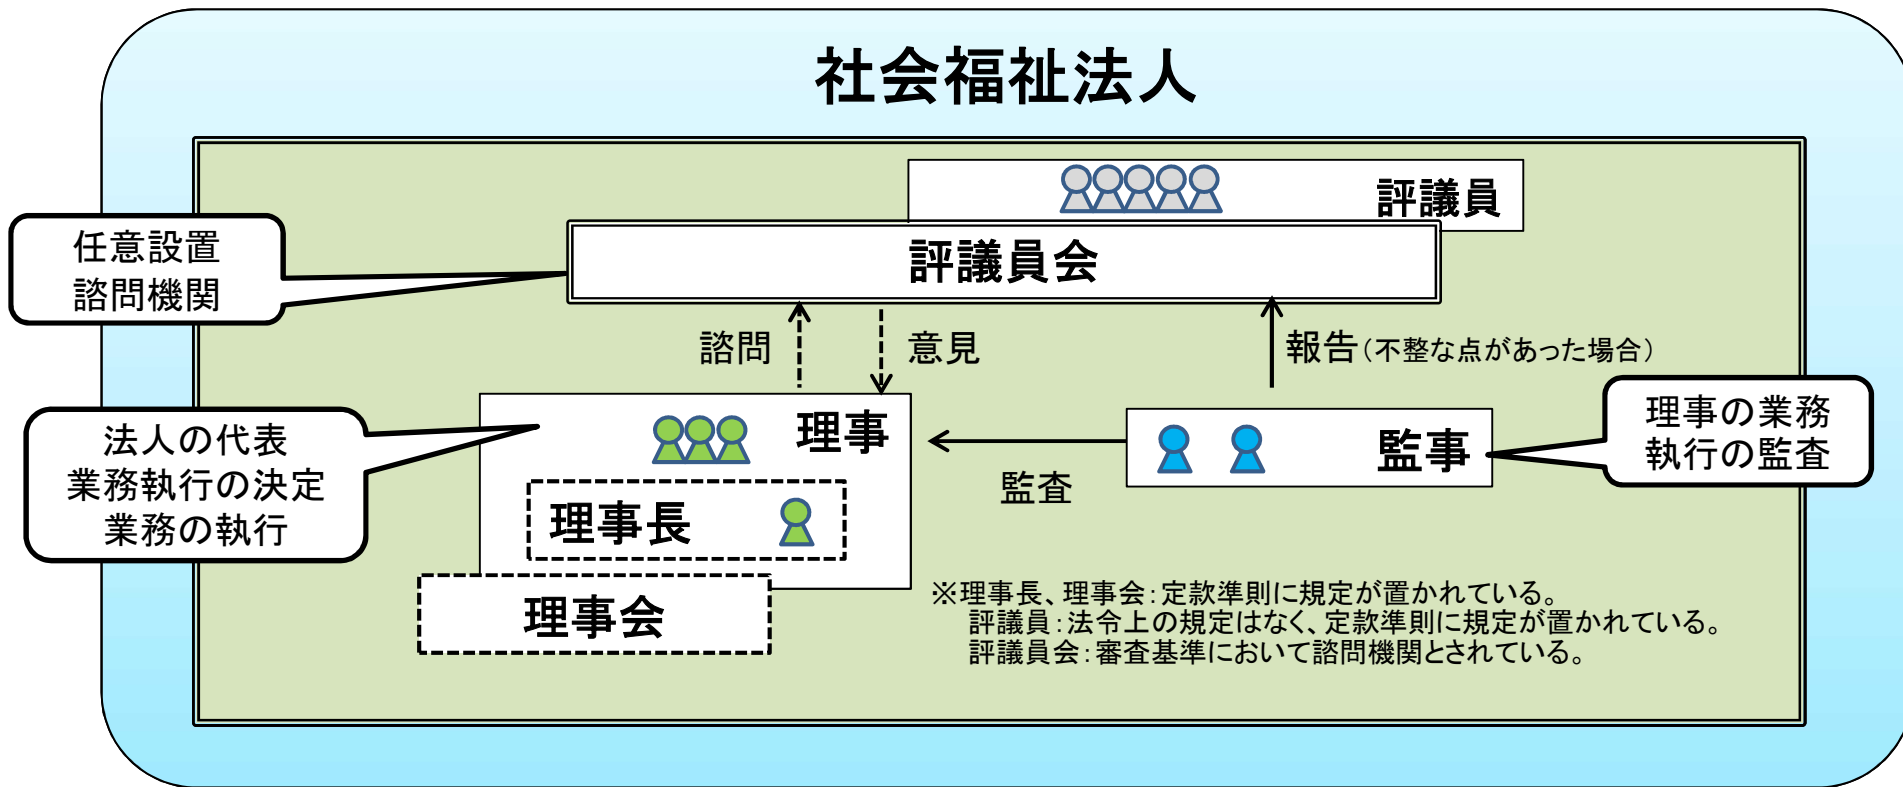 社会福祉法人
評議員
評議員会
任意設置
諮問機関
諮問
意見
報告（不整な点があった場合）
理事
監事
理事の業務
執行の監査
法人の代表
業務執行の決定
業務の執行
監査
理事長
理事会
※理事長、理事会：定款準則に規定が置かれている。
評議員：法令上の規定はなく、定款準則に規定が置かれている。
評議員会：審査基準において諮問機関とされている。